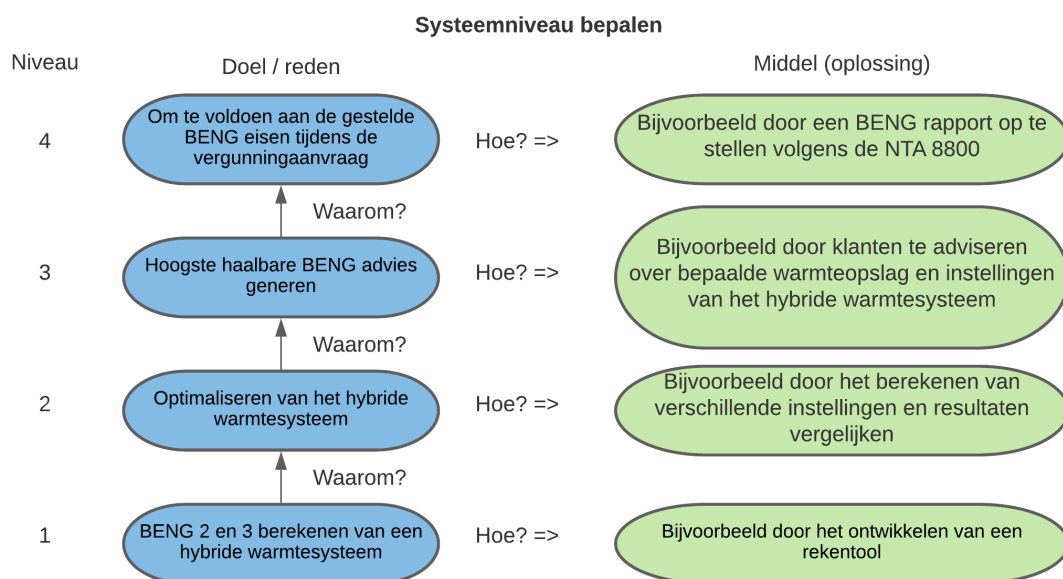 Systeemniveau bepalen
Niveau
Doel / reden
Middel (oplossing)
4
Om te voldoen aan de gestelde
BENG eisen tijdens de
vergunningaanvraag
Hoe? =>
Bijvoorbeeld door een BENG rapport op te
stellen volgens de NTA 8800
Waarom?
3
Hoogste haalbare BENG advies
generen
Hoe? =>
Bijvoorbeeld door klanten te adviseren
over bepaalde warmteopslag en instellingen
van het hybride warmtesysteem
Waarom?
2
Optimaliseren van het hybride
warmtesysteem
Hoe? =>
Bijvoorbeeld door het berekenen van
verschillende instellingen en resultaten
vergelijken
Waarom?
1
BENG 2 en 3 berekenen van een
hybride warmtesysteem
Hoe? =>
Bijvoorbeeld door het ontwikkelen van een
rekentool